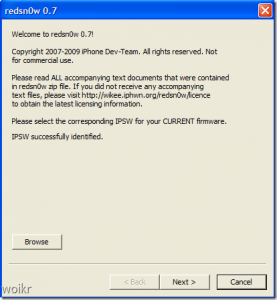 redsn0w 0.7
Welcome to redsn0w 0.7!
Copyright 2007-2009 iPhone Dev-Team. All rights reserved. Not
for commercial use.
Please read ALL accompanying text documents that were contained
in redsn0w zip file. If you did not receive any accompanying
text files, please visit http://wikee.iphwn.org/redsn0w/licence
to obtain the latest licensing information.
Please select the corresponding IPSW for your CURRENT firmware.
IPSW successfully identified.
Browse
< Back Next > Cancel
woikr